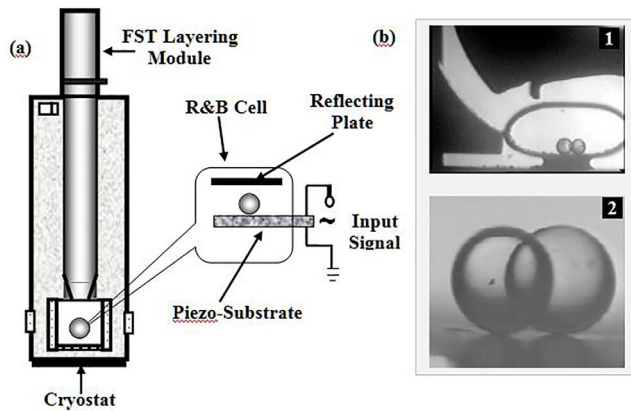 (a)
FST Layering
Module
R&B Cell
Reflecting
Plate
~ Input
Signal
Piezo-Substrate
Cryostat
(b)
1
2